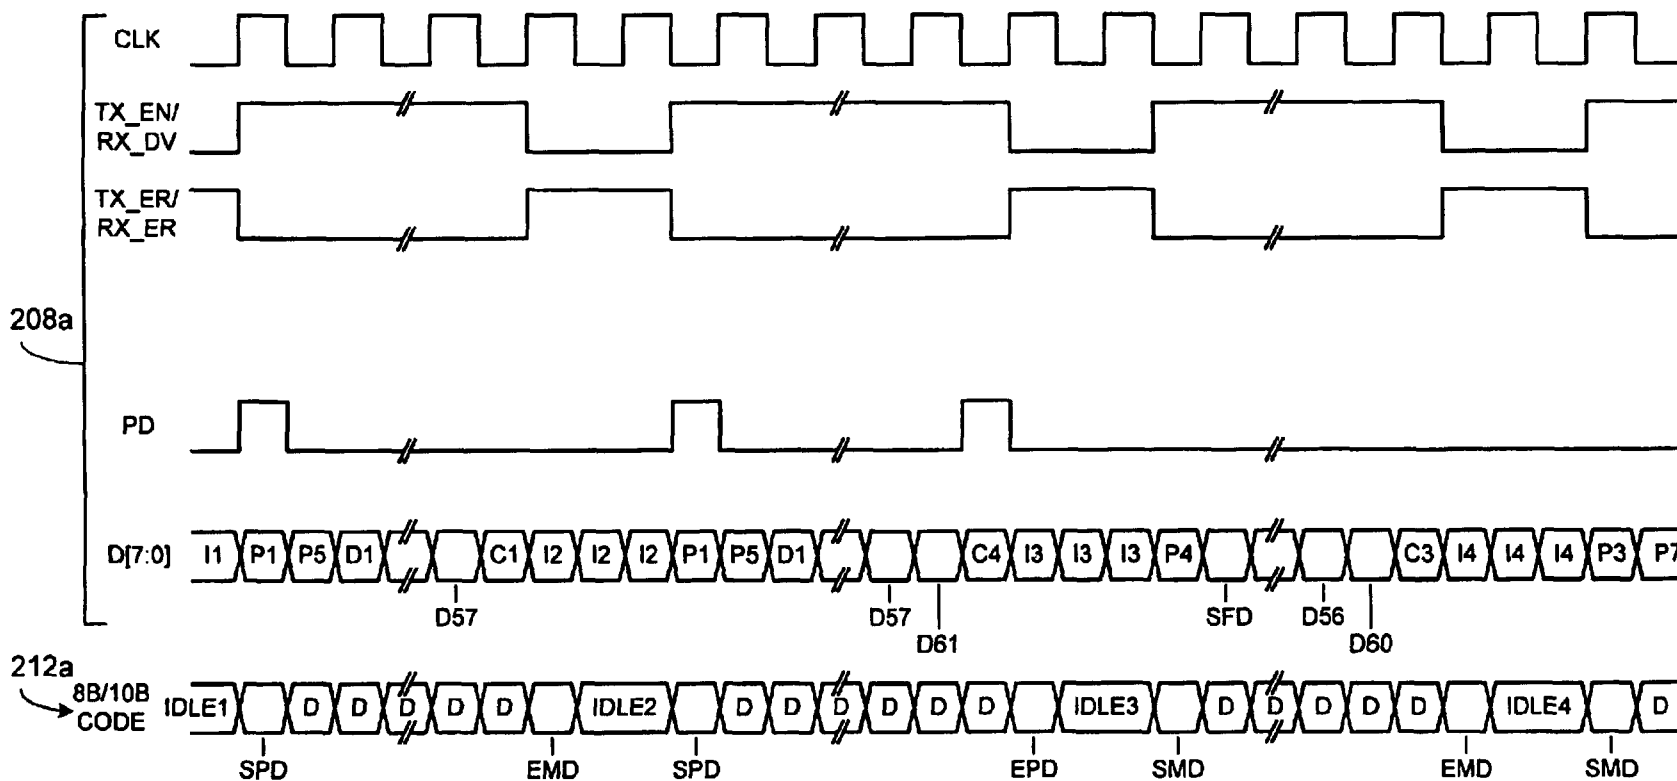 CLK
TX_EN/
RX_DV
TX_ER/
RX_ER
208a
PD
D[7:0] I1 P1 P5 D1 C1 I2 I2 I2 P1 P5 D1 C4 I3 I3 I3 P4 C3 I4 I4 I4 P3 P7
D57 D57 SFD D56
D61 D60
212a
8B/10B
CODE
IDLE1 D D D D D IDLE2 D D D D D D IDLE3 D D D D D IDLE4 D
SPD EMD SPD EPD SMD EMD SMD